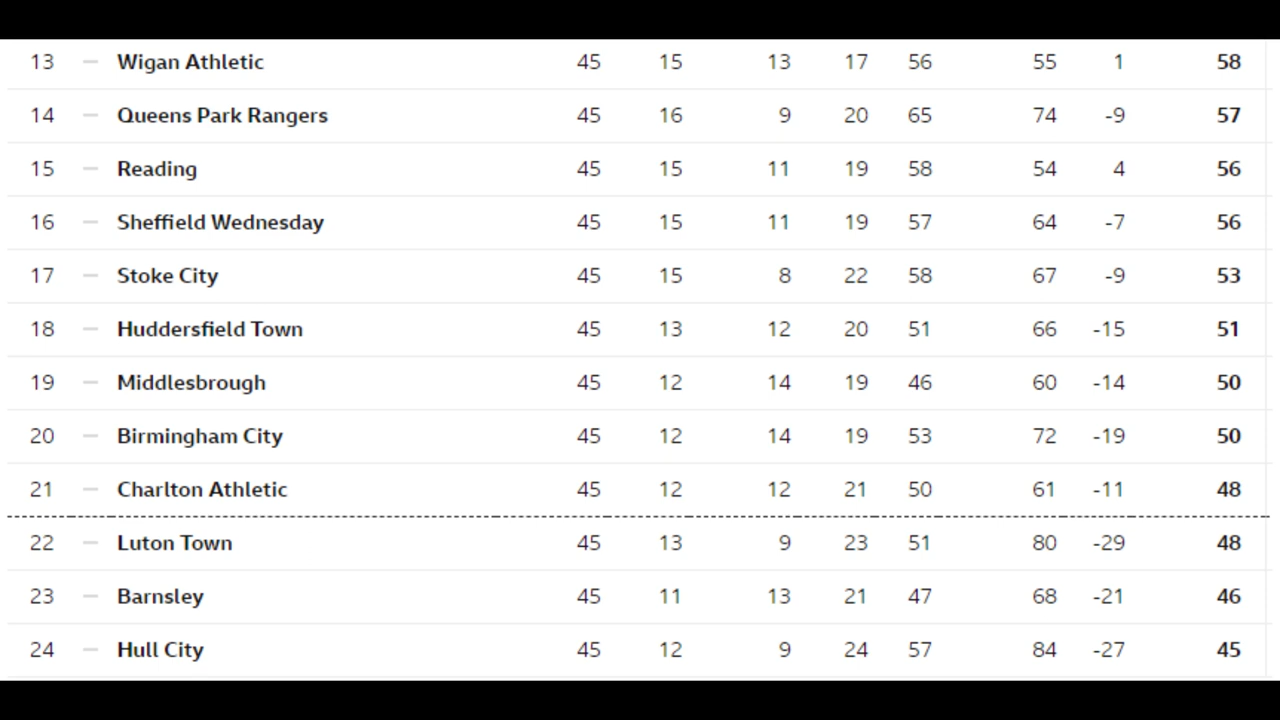 13 — Wigan Athletic 45 15 13 17 56 55 1 58
14 — Queens Park Rangers 45 16 9 20 65 74 -9 57
15 — Reading 45 15 11 19 58 54 4 56
16 — Sheffield Wednesday 45 15 11 19 57 64 -7 56
17 — Stoke City 45 15 8 22 58 67 -9 53
18 — Huddersfield Town 45 13 12 20 51 66 -15 51
19 — Middlesbrough 45 12 14 19 46 60 -14 50
20 — Birmingham City 45 12 14 19 53 72 -19 50
21 — Charlton Athletic 45 12 12 21 50 61 -11 48
22 — Luton Town 45 13 9 23 51 80 -29 48
23 — Barnsley 45 11 13 21 47 68 -21 46
24 — Hull City 45 12 9 24 57 84 -27 45